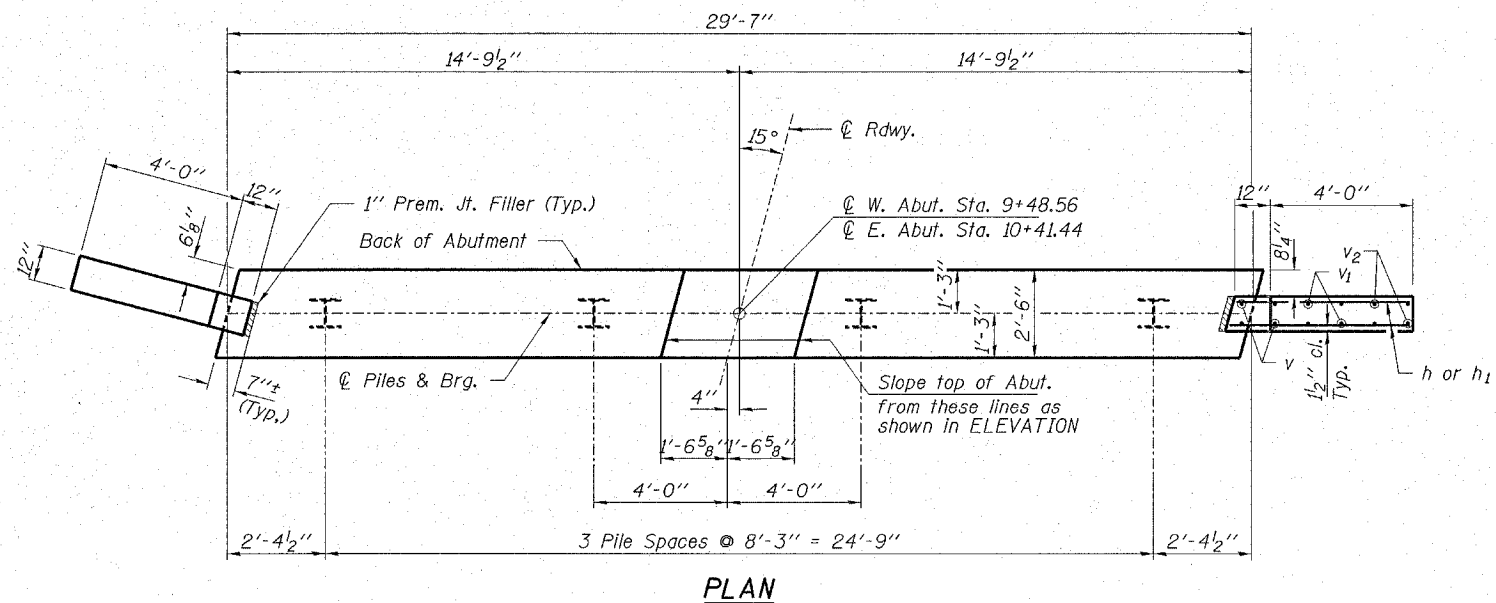 29'-7"
14'-9½" 14'-9½"
15°
℄ Rdwy.
4'-0"
12"
1" Prem. Jt. Filler (Typ.)
℄ W. Abut. Sta. 9+48.56
℄ E. Abut. Sta. 10+41.44
12" 4'-0"
6⅛"
Back of Abutment
8¼"
v₂
v₁
12"
1'-3"
1'-3"
2'-6"
℄ Piles & Brg.
7"±
(Typ.)
4"
Slope top of Abut.
from these lines as
shown in ELEVATION
v
1½" cl.
Typ.
h or h₁
1'-6⅝" 1'-6⅝"
4'-0" 4'-0"
2'-4½" 3 Pile Spaces @ 8'-3" = 24'-9" 2'-4½"
PLAN